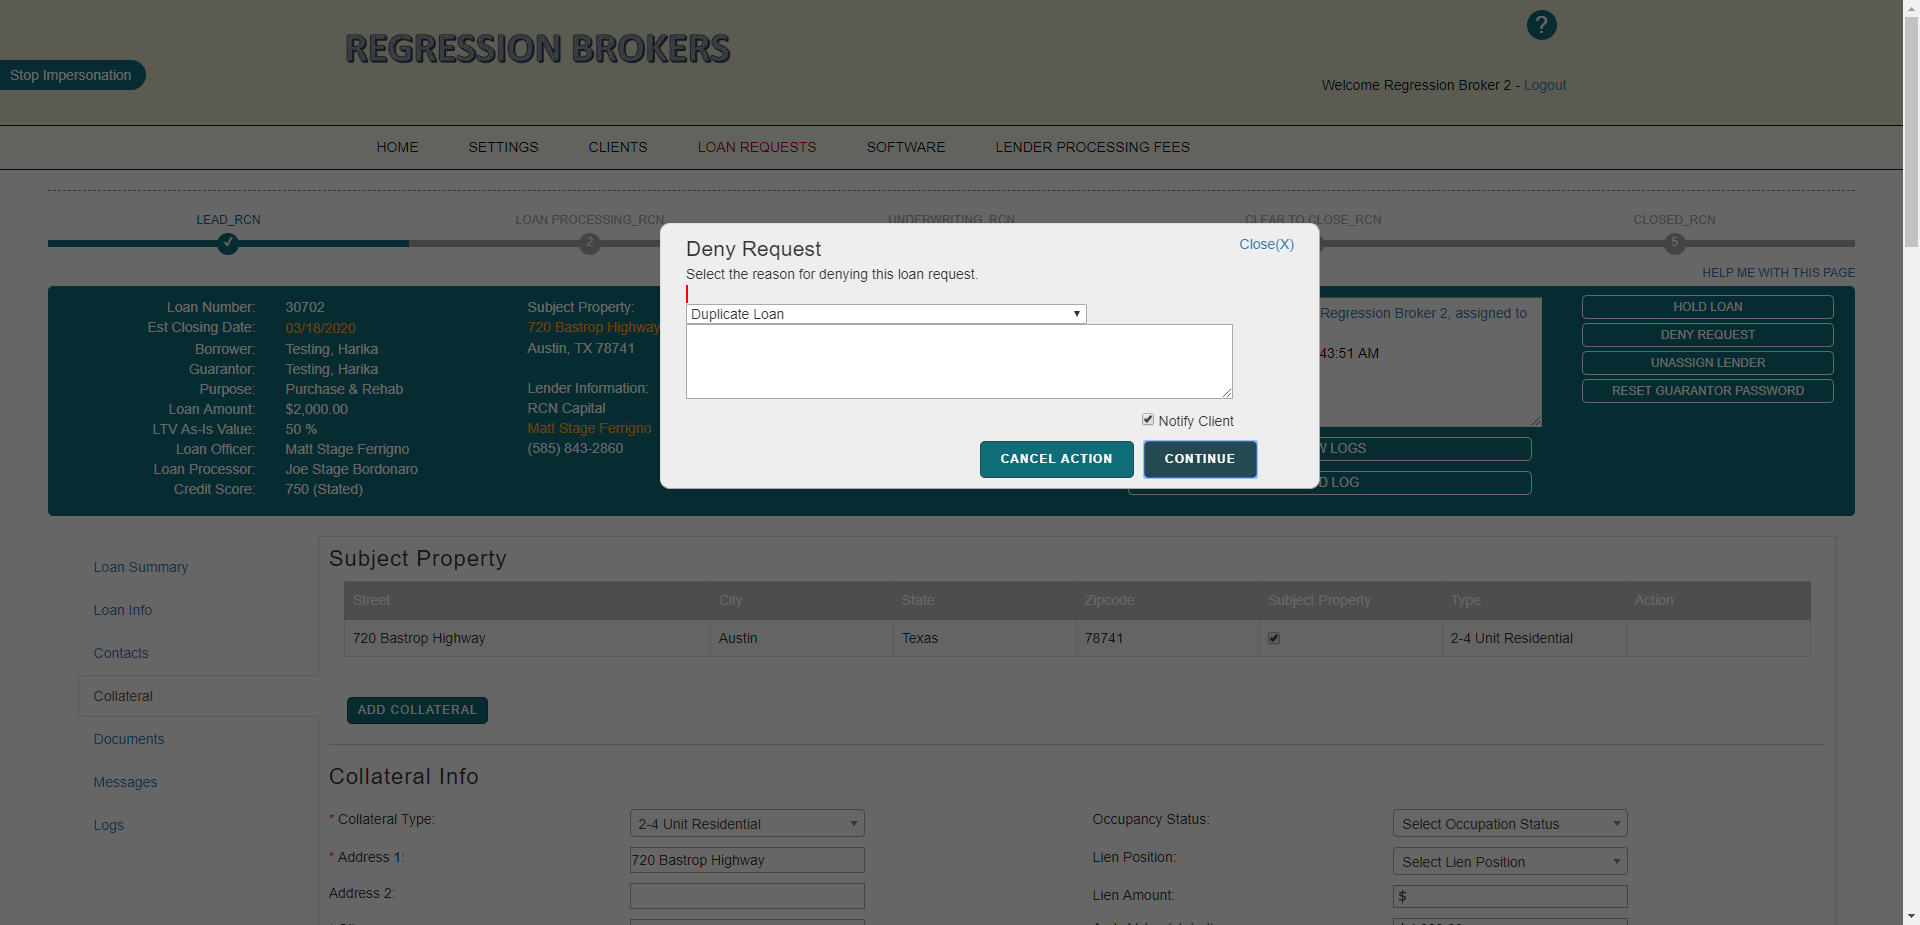 REGRESSION BROKERS
?
Stop Impersonation
Welcome Regression Broker 2 - Logout
HOME SETTINGS CLIENTS LOAN REQUESTS SOFTWARE LENDER PROCESSING FEES
LEAD_RCN LOAN PROCESSING_RCN UNDERWRITING_RCN CLEAR TO CLOSE_RCN CLOSED_RCN
2 5
HELP ME WITH THIS PAGE
Deny Request
Close(X)
Select the reason for denying this loan request.
Duplicate Loan
Notify Client
CANCEL ACTION CONTINUE
Loan Number: 30702
Est Closing Date: 03/18/2020
Borrower: Testing, Harika
Guarantor: Testing, Harika
Purpose: Purchase & Rehab
Loan Amount: $2,000.00
LTV As-Is Value: 50 %
Loan Officer: Matt Stage Ferrigno
Loan Processor: Joe Stage Bordonaro
Credit Score: 750 (Stated)
Subject Property:
720 Bastrop Highway
Austin, TX 78741
Lender Information:
RCN Capital
Matt Stage Ferrigno
(585) 843-2860
Regression Broker 2, assigned to
43:51 AM
LOGS
LOG
HOLD LOAN
DENY REQUEST
UNASSIGN LENDER
RESET GUARANTOR PASSWORD
Loan Summary
Loan Info
Contacts
Collateral
Documents
Messages
Logs
Subject Property
Street City State Zipcode Subject Property Type Action
720 Bastrop Highway Austin Texas 78741 2-4 Unit Residential
ADD COLLATERAL
Collateral Info
* Collateral Type: 2-4 Unit Residential
* Address 1: 720 Bastrop Highway
Address 2:
Occupancy Status: Select Occupation Status
Lien Position: Select Lien Position
Lien Amount: $